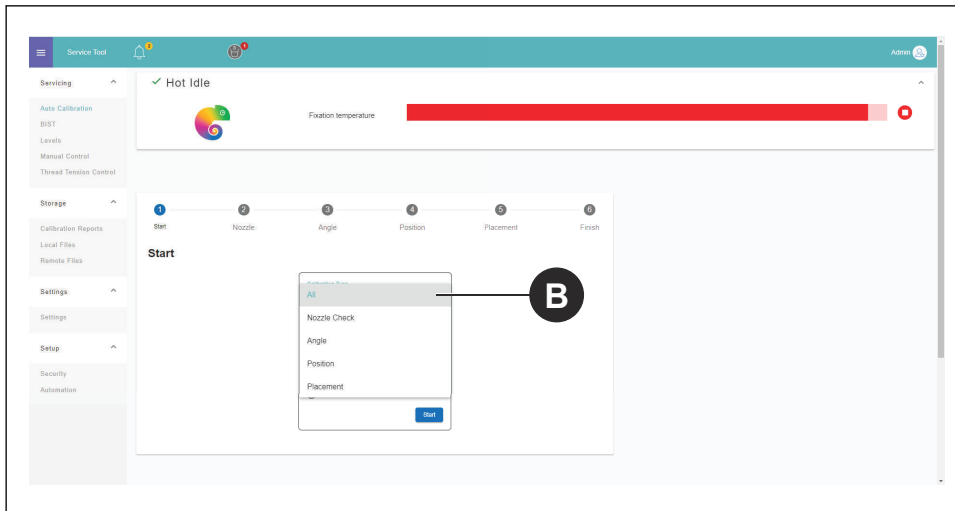 Service Tool
2
1
Admin
Servicing
Auto Calibration
BIST
Levels
Manual Control
Thread Tension Control
Storage
Calibration Reports
Local Files
Remote Files
Settings
Settings
Setup
Security
Automation
Hot Idle
Fixation temperature
1 2 3 4 5 6
Start Nozzle Angle Position Placement Finish
Start
Calibration Type
All
Nozzle Check
Angle
Position
Placement
Start
B